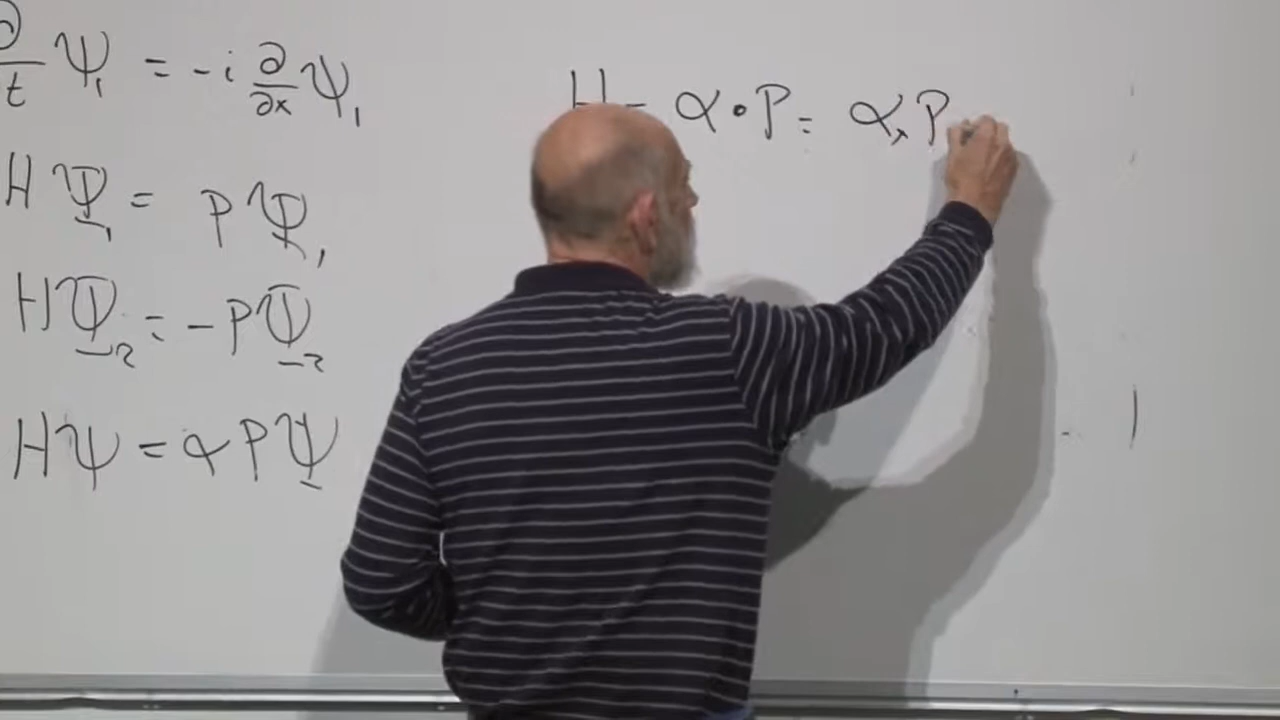 ∂/t Ψ₁ = -i ∂/∂x Ψ₁
H Ψ₁ = P Ψ₁
H Ψ₂ = -P Ψ₂
H Ψ = α P Ψ
H = α · P = αₓ P